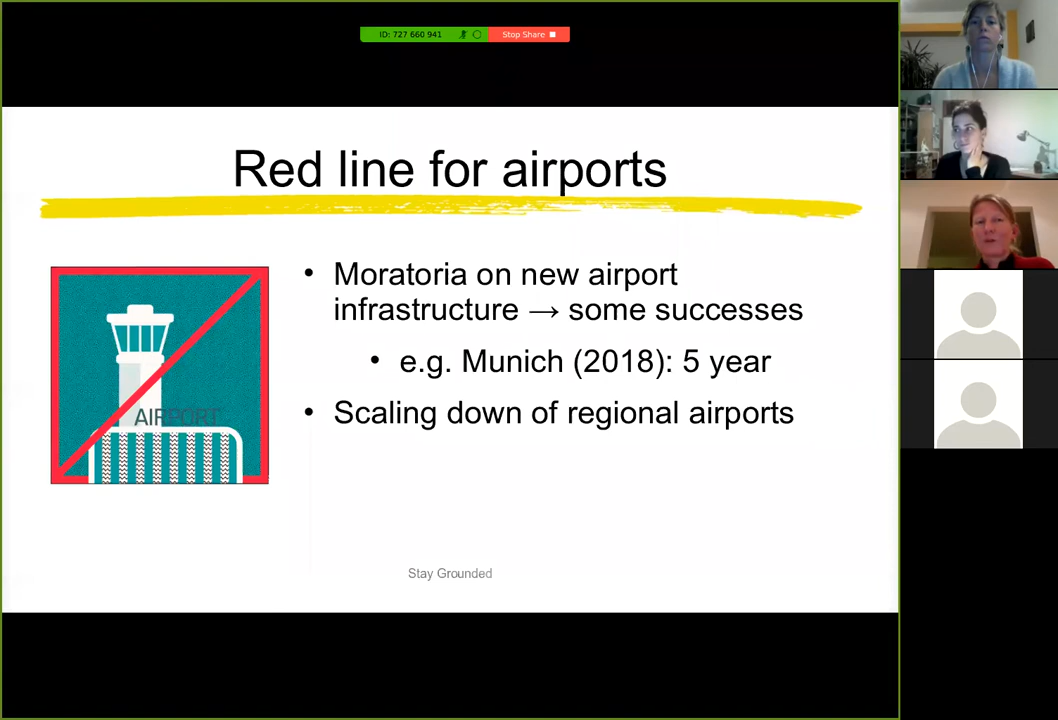 ID: 727 660 941 Stop Share
Red line for airports
• Moratoria on new airport
infrastructure → some successes
• e.g. Munich (2018): 5 year
• Scaling down of regional airports
AIRPORT
Stay Grounded